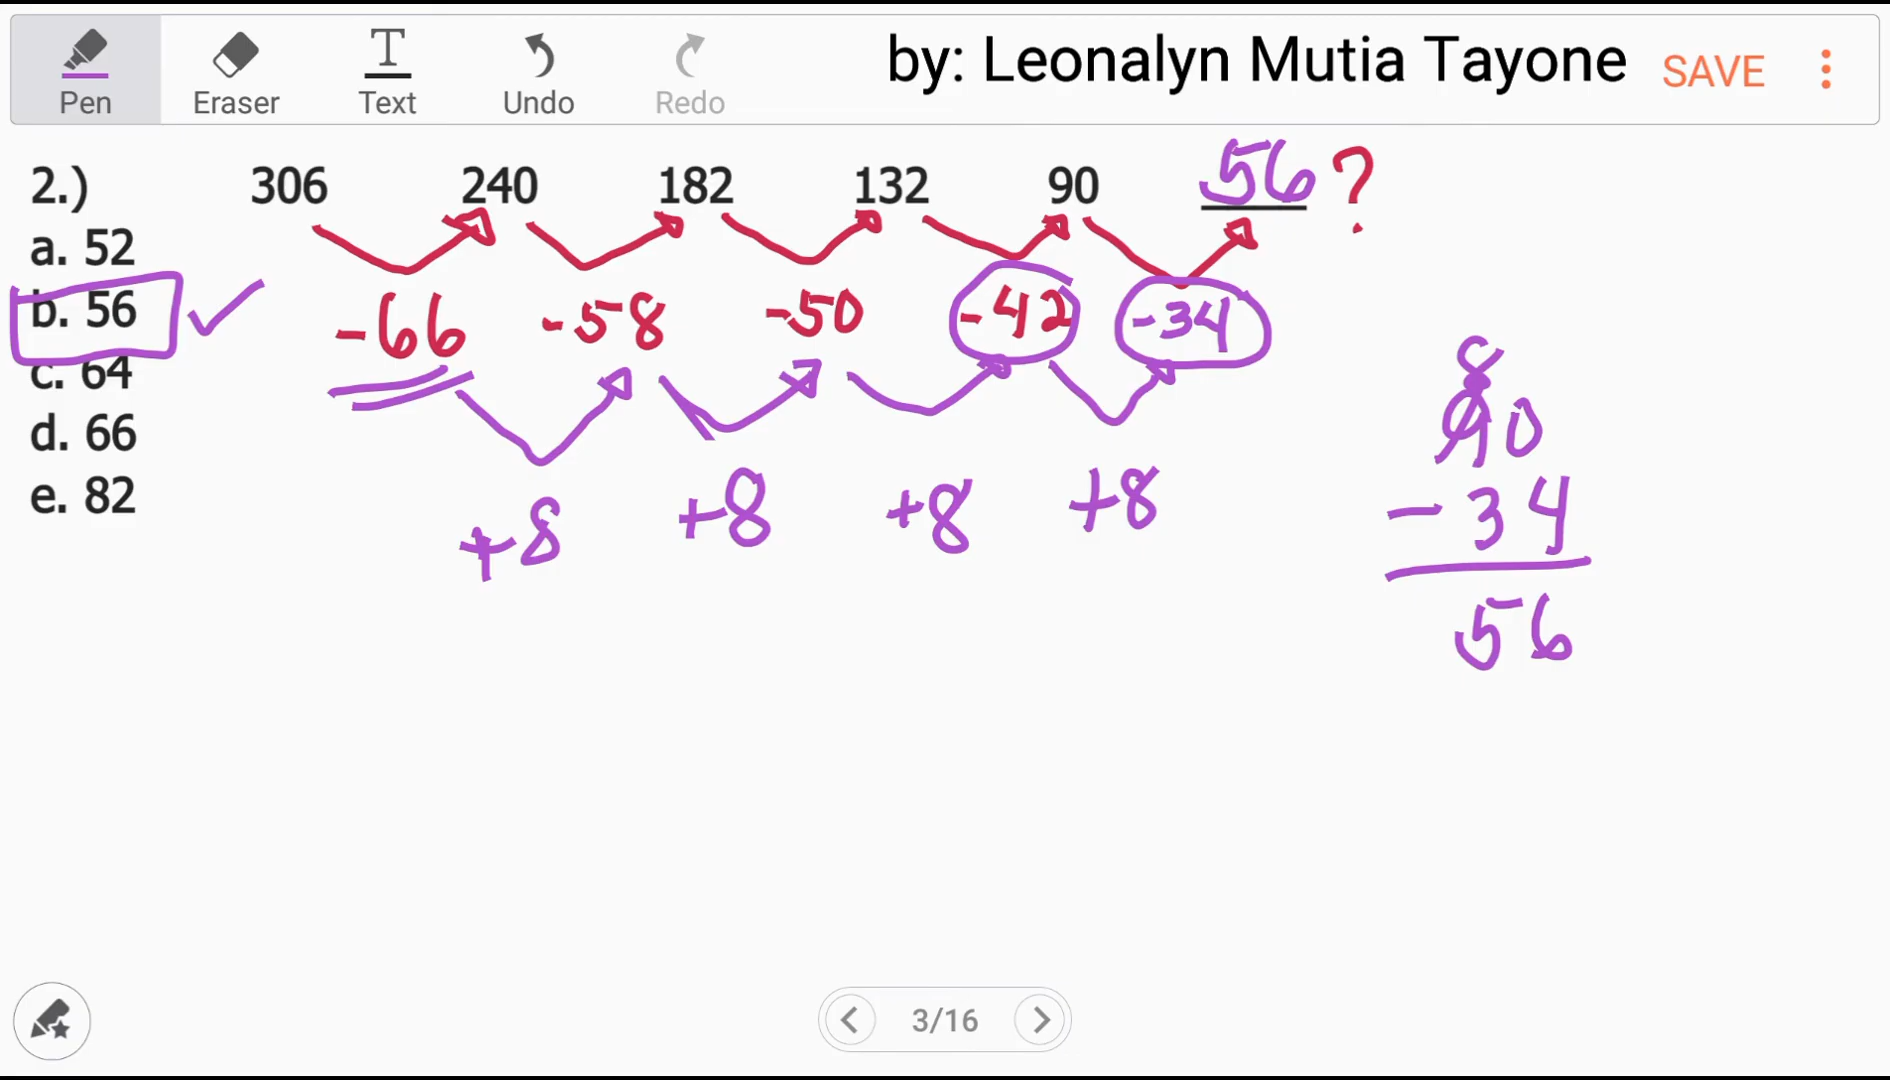 by: Leonalyn Mutia Tayone SAVE
Pen Eraser Text Undo Redo
2.) 306 240 182 132 90 56 ?
a. 52
b. 56
-66 -58 -50 -42 -34
c. 64
d. 66
e. 82
+8 +8 +8 +8
8
90
-34
56
3/16